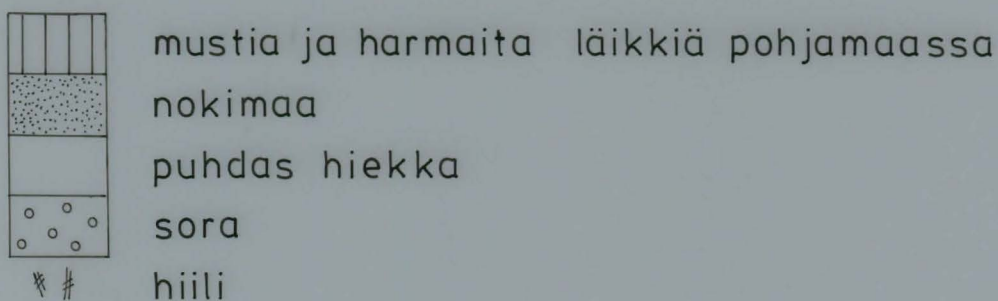 mustia ja harmaita läikkiä pohjamaassa
nokimaa
puhdas hiekka
sora
hiili